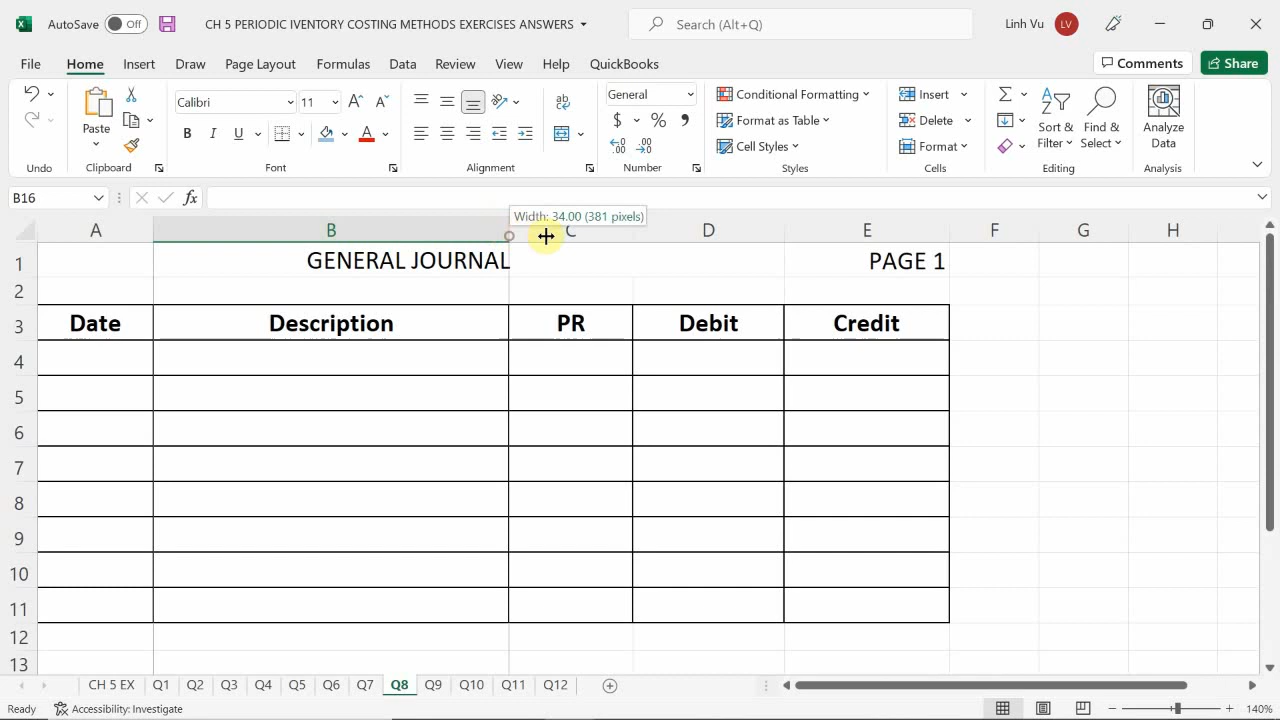 AutoSave Off CH 5 PERIODIC IVENTORY COSTING METHODS EXERCISES ANSWERS Search (Alt+Q) Linh Vu LV
File Home Insert Draw Page Layout Formulas Data Review View Help QuickBooks Comments Share
Calibri 11 General Conditional Formatting Insert
Paste Format as Table Delete Sort & Find & Analyze
B I U A $ % , Cell Styles Format Filter Select Data
Undo Clipboard Font Alignment Number Styles Cells Editing Analysis
B16 fx
Width: 34.00 (381 pixels)
A B C D E F G H
1 GENERAL JOURNAL PAGE 1
2
3 Date Description PR Debit Credit
4
5
6
7
8
9
10
11
12
13
CH 5 EX Q1 Q2 Q3 Q4 Q5 Q6 Q7 Q8 Q9 Q10 Q11 Q12
Ready Accessibility: Investigate 140%